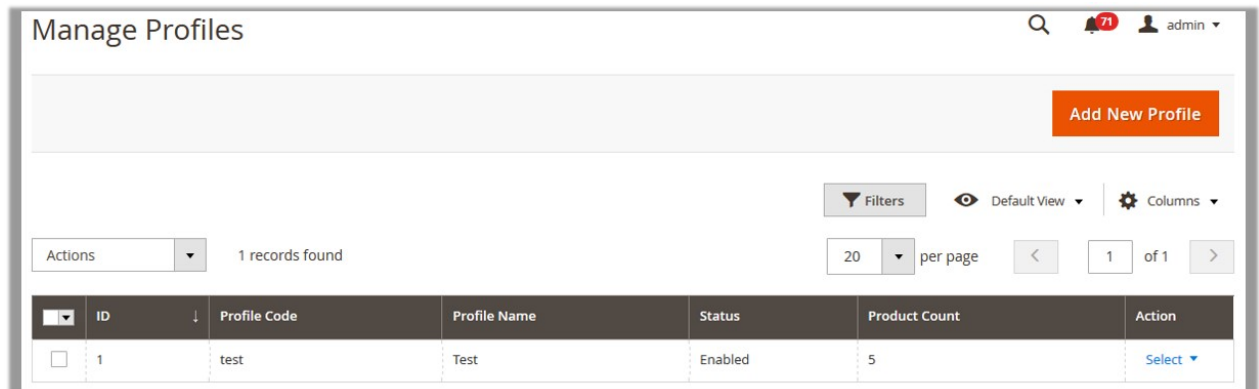 Manage Profiles
71 admin
Add New Profile
Filters Default View Columns
Actions 1 records found 20 per page 1 of 1
ID Profile Code Profile Name Status Product Count Action
1 test Test Enabled 5 Select